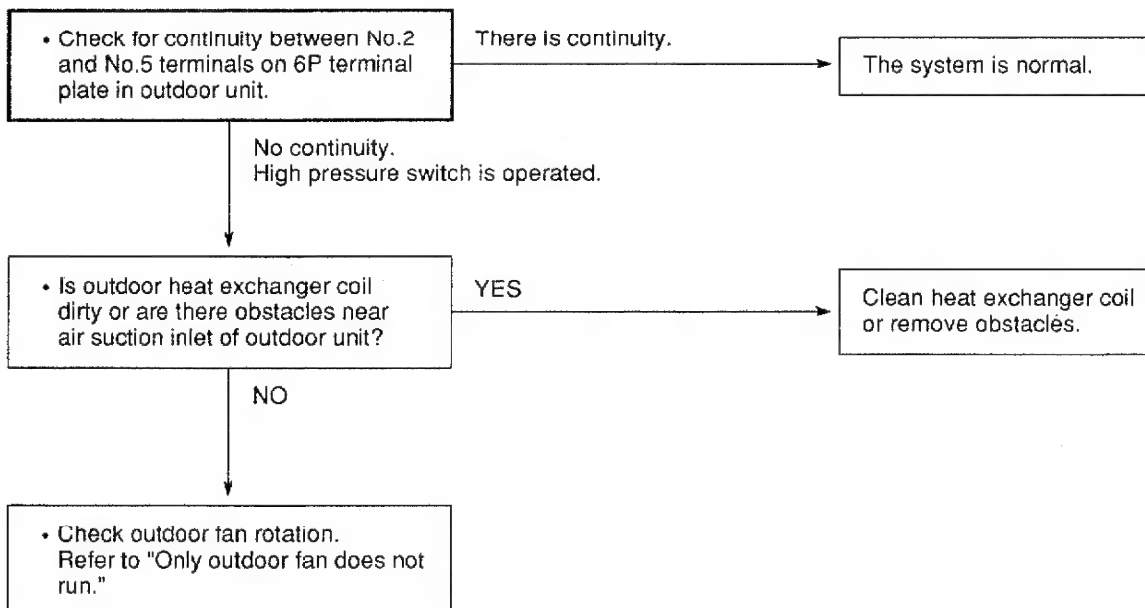 • Check for continuity between No.2
and No.5 terminals on 6P terminal
plate in outdoor unit.
There is continuity.
The system is normal.
No continuity.
High pressure switch is operated.
• Is outdoor heat exchanger coil
dirty or are there obstacles near
air suction inlet of outdoor unit?
YES
Clean heat exchanger coil
or remove obstacles.
NO
• Check outdoor fan rotation.
Refer to "Only outdoor fan does not
run."